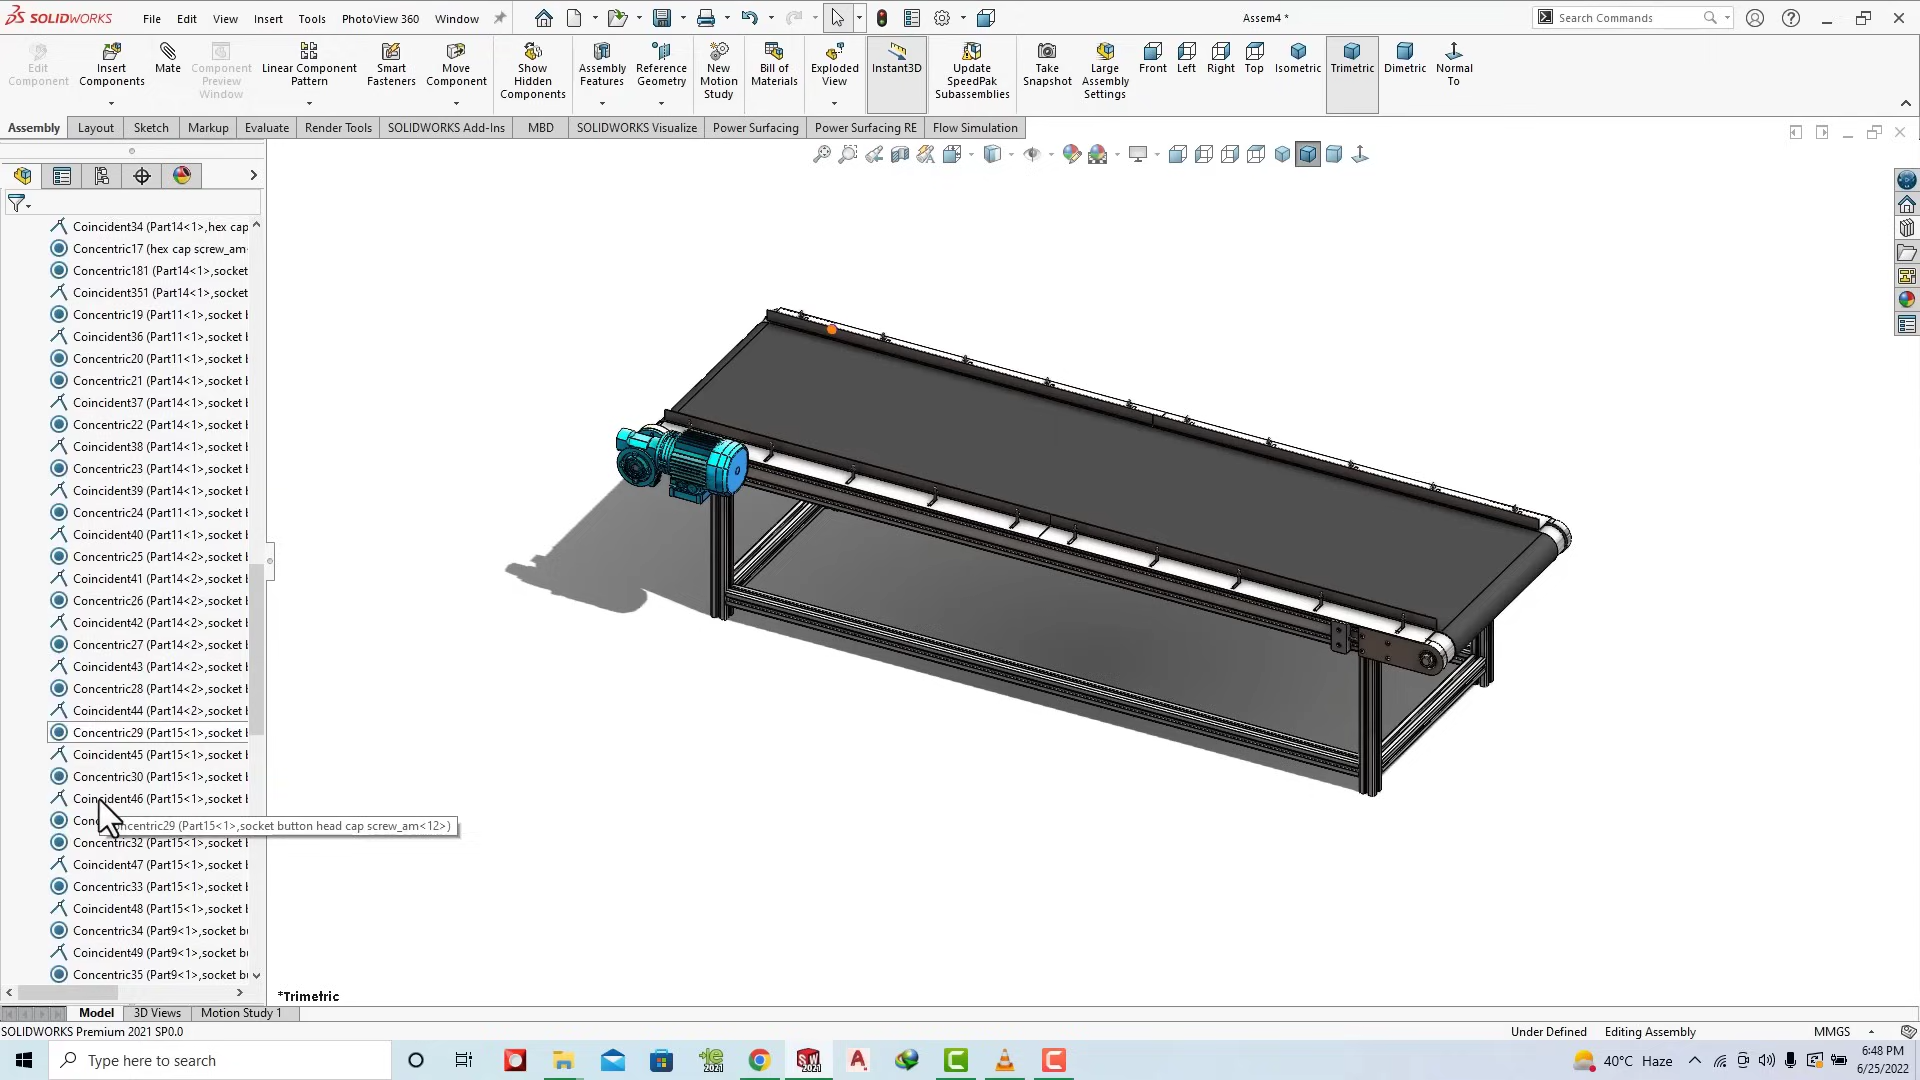 SOLIDWORKS File Edit View Insert Tools PhotoView 360 Window Assem4 * Search Commands
Edit Component
Insert Components
Mate
Component Preview Window
Linear Component Pattern
Smart Fasteners
Move Component
Show Hidden Components
Assembly Features
Reference Geometry
New Motion Study
Bill of Materials
Exploded View
Instant3D
Update SpeedPak Subassemblies
Take Snapshot
Large Assembly Settings
Front
Left
Right
Top
Isometric
Trimetric
Dimetric
Normal To
Assembly Layout Sketch Markup Evaluate Render Tools SOLIDWORKS Add-Ins MBD SOLIDWORKS Visualize Power Surfacing Power Surfacing RE Flow Simulation
Coincident34 (Part14<1>,hex cap
Concentric17 (hex cap screw_am
Concentric181 (Part14<1>,socket
Coincident351 (Part14<1>,socket
Concentric19 (Part11<1>,socket b
Coincident36 (Part11<1>,socket b
Concentric20 (Part11<1>,socket b
Concentric21 (Part14<1>,socket b
Coincident37 (Part14<1>,socket b
Concentric22 (Part14<1>,socket b
Coincident38 (Part14<1>,socket b
Concentric23 (Part14<1>,socket b
Coincident39 (Part14<1>,socket b
Concentric24 (Part11<1>,socket b
Coincident40 (Part11<1>,socket b
Concentric25 (Part14<2>,socket b
Coincident41 (Part14<2>,socket b
Concentric26 (Part14<2>,socket b
Coincident42 (Part14<2>,socket b
Concentric27 (Part14<2>,socket b
Coincident43 (Part14<2>,socket b
Concentric28 (Part14<2>,socket b
Coincident44 (Part14<2>,socket b
Concentric29 (Part15<1>,socket b
Coincident45 (Part15<1>,socket b
Concentric30 (Part15<1>,socket b
Coincident46 (Part15<1>,socket b
Concentric29 (Part15<1>,socket button head cap screw_am<12>)
Concentric32 (Part15<1>,socket b
Coincident47 (Part15<1>,socket b
Concentric33 (Part15<1>,socket b
Coincident48 (Part15<1>,socket b
Concentric34 (Part9<1>,socket bu
Coincident49 (Part9<1>,socket bu
Concentric35 (Part9<1>,socket bu
*Trimetric
Model 3D Views Motion Study 1
SOLIDWORKS Premium 2021 SP0.0 Under Defined Editing Assembly MMGS
Type here to search 40°C Haze 6:48 PM
6/25/2022